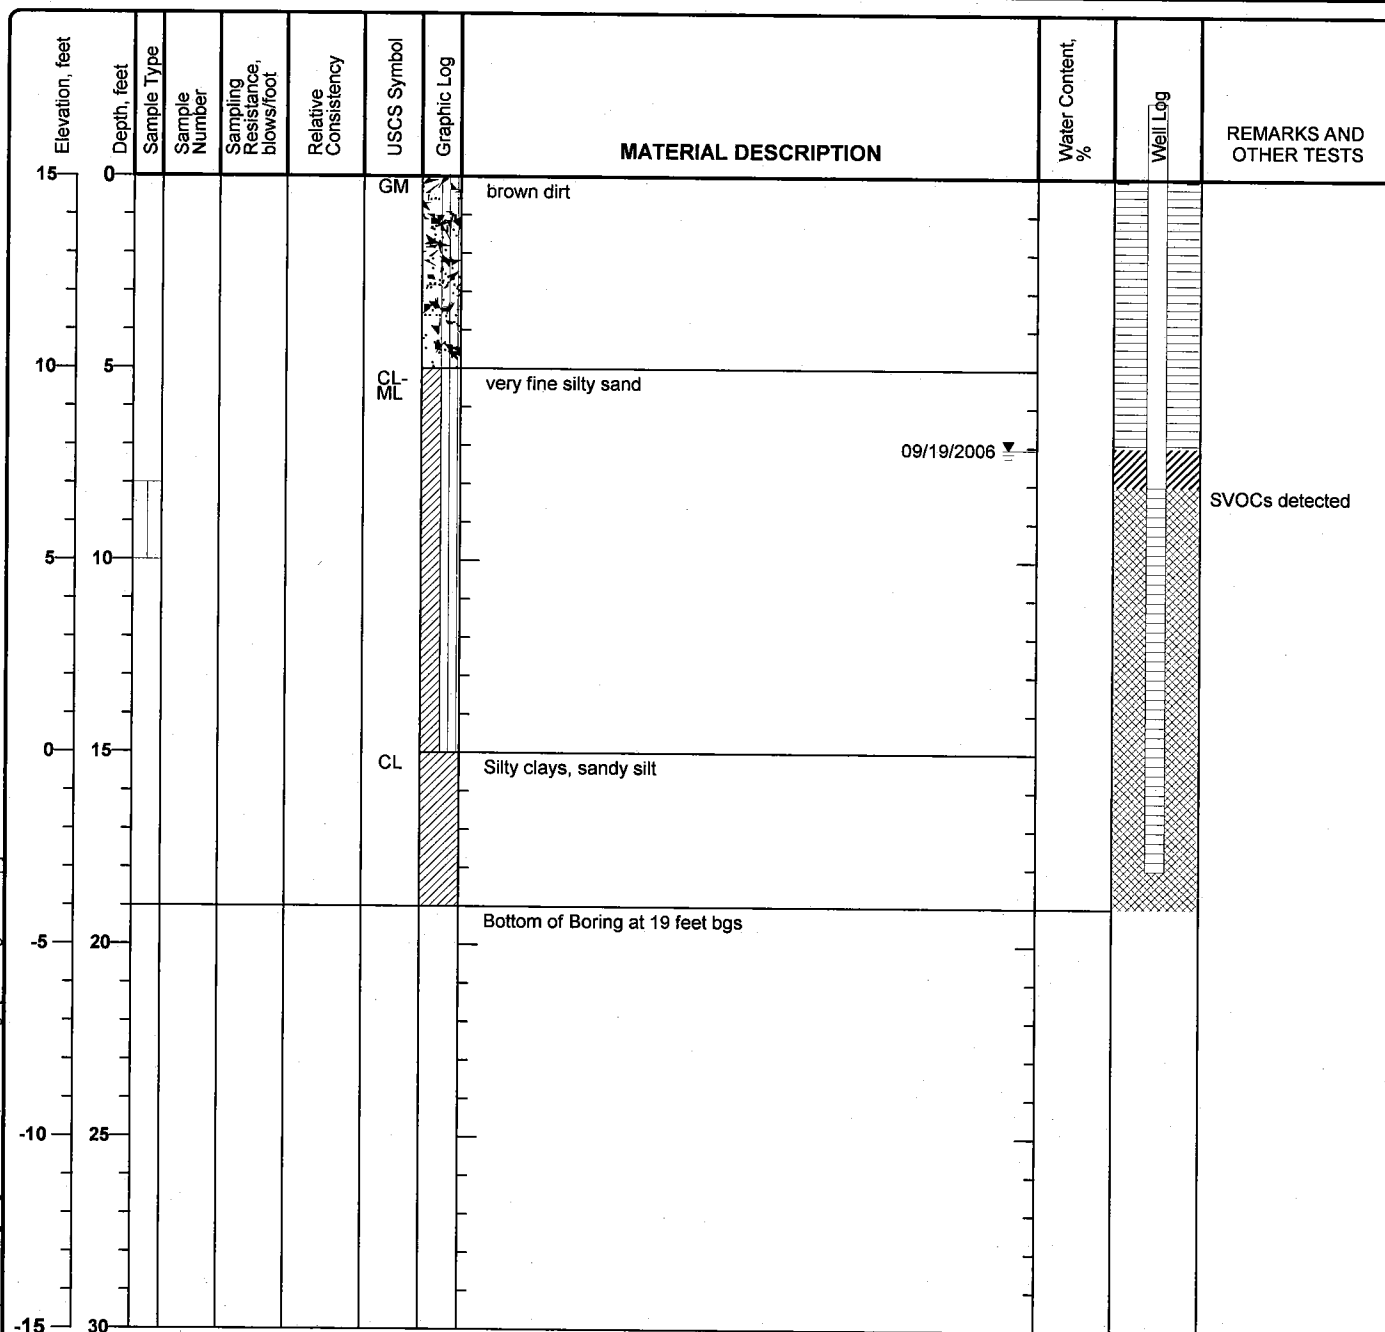 Elevation, feet
Depth, feet
Sample Type
Sample
Number
Sampling
Resistance,
blows/foot
Relative
Consistency
USCS Symbol
Graphic Log
MATERIAL DESCRIPTION
Water Content,
%
Well Log
REMARKS AND
OTHER TESTS
15 0
GM brown dirt
10 5
CL-
ML
very fine silty sand
09/19/2006
SVOCs detected
5 10
0 15
CL Silty clays, sandy silt
Bottom of Boring at 19 feet bgs
-5 20
-10 25
-15 30